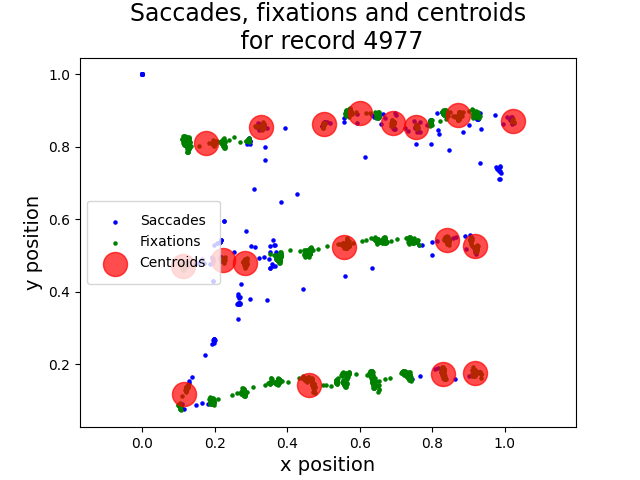 Saccades, fixations and centroids
for record 4977
y position
1.0
0.8
0.6
0.4
0.2
Saccades
Fixations
Centroids
0.0 0.2 0.4 0.6 0.8 1.0
x position